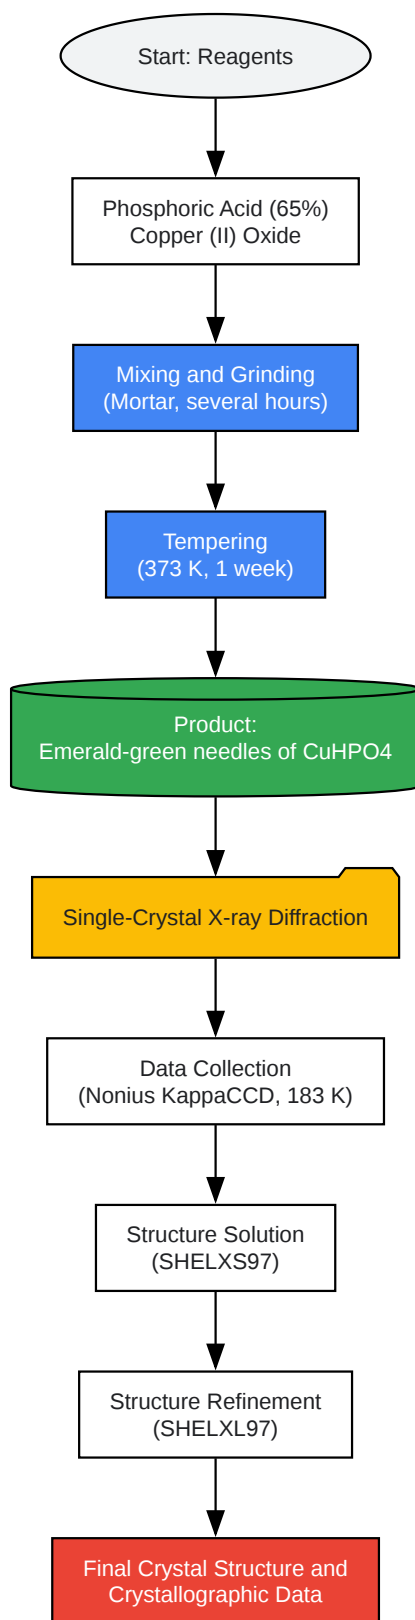 Start: Reagents
Phosphoric Acid (65%)
Copper (II) Oxide
Mixing and Grinding
(Mortar, several hours)
Tempering
(373 K, 1 week)
Product:
Emerald-green needles of CuHPO4
Single-Crystal X-ray Diffraction
Data Collection
(Nonius KappaCCD, 183 K)
Structure Solution
(SHELXS97)
Structure Refinement
(SHELXL97)
Final Crystal Structure and
Crystallographic Data